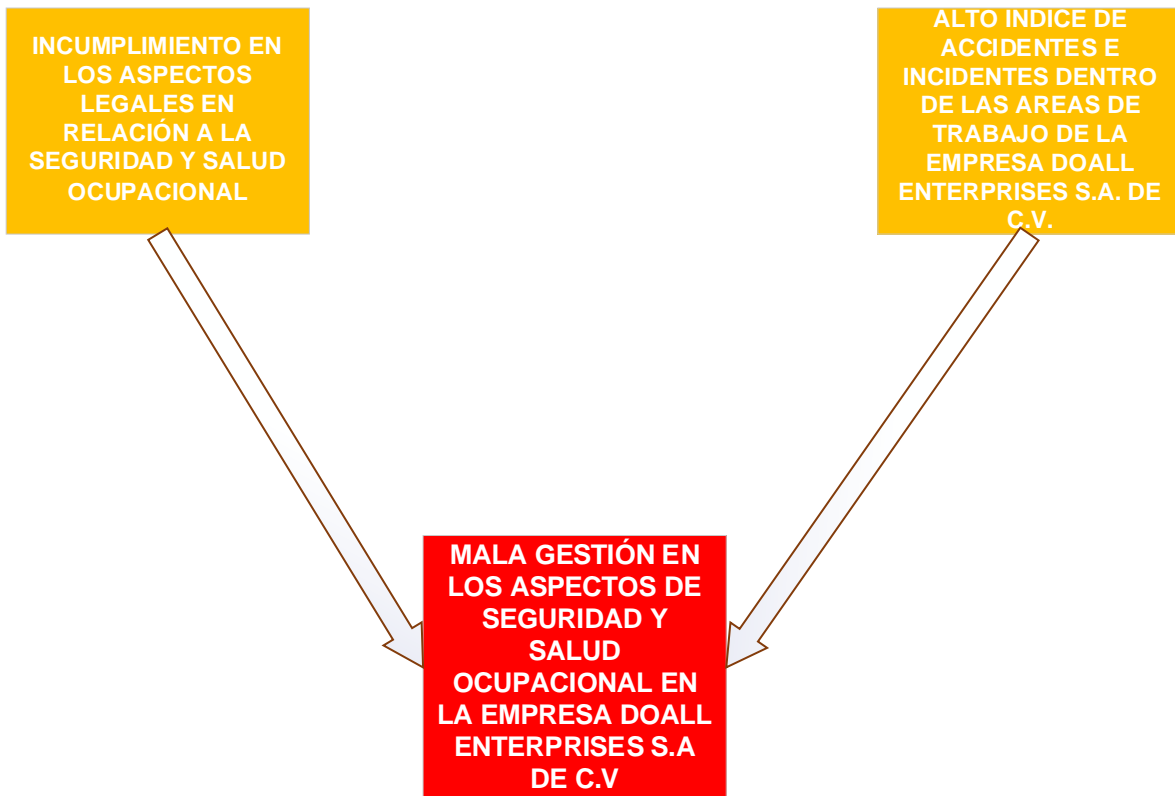 INCUMPLIMIENTO EN
LOS ASPECTOS
LEGALES EN
RELACIÓN A LA
SEGURIDAD Y SALUD
OCUPACIONAL
ALTO INDICE DE
ACCIDENTES E
INCIDENTES DENTRO
DE LAS AREAS DE
TRABAJO DE LA
EMPRESA DOALL
ENTERPRISES S.A. DE
C.V.
MALA GESTIÓN EN
LOS ASPECTOS DE
SEGURIDAD Y
SALUD
OCUPACIONAL EN
LA EMPRESA DOALL
ENTERPRISES S.A
DE C.V